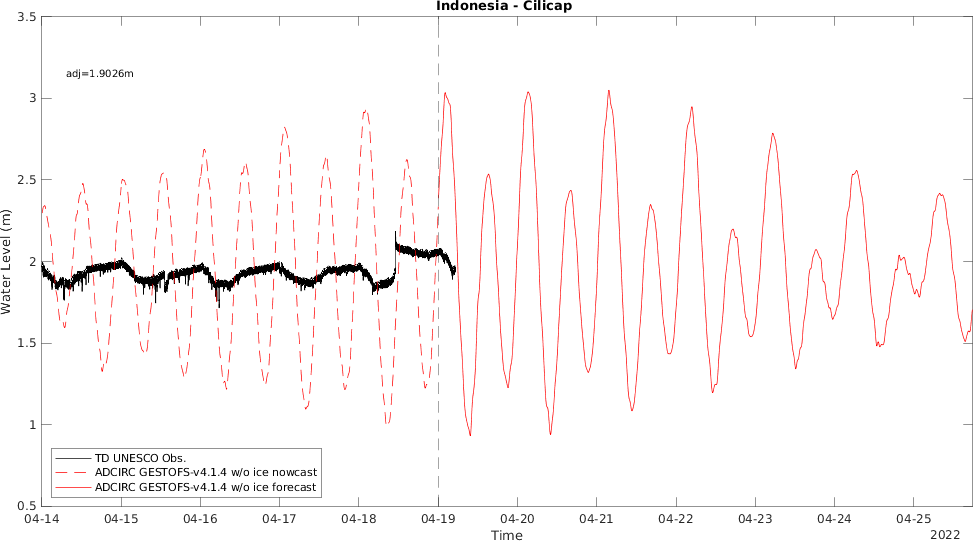 Indonesia - Cilicap
3.5
adj=1.9026m
3
2.5
2
1.5
1
0.5
Water Level (m)
TD UNESCO Obs.
ADCIRC GESTOFS-v4.1.4 w/o ice nowcast
ADCIRC GESTOFS-v4.1.4 w/o ice forecast
04-14 04-15 04-16 04-17 04-18 04-19 04-20 04-21 04-22 04-23 04-24 04-25
Time
2022